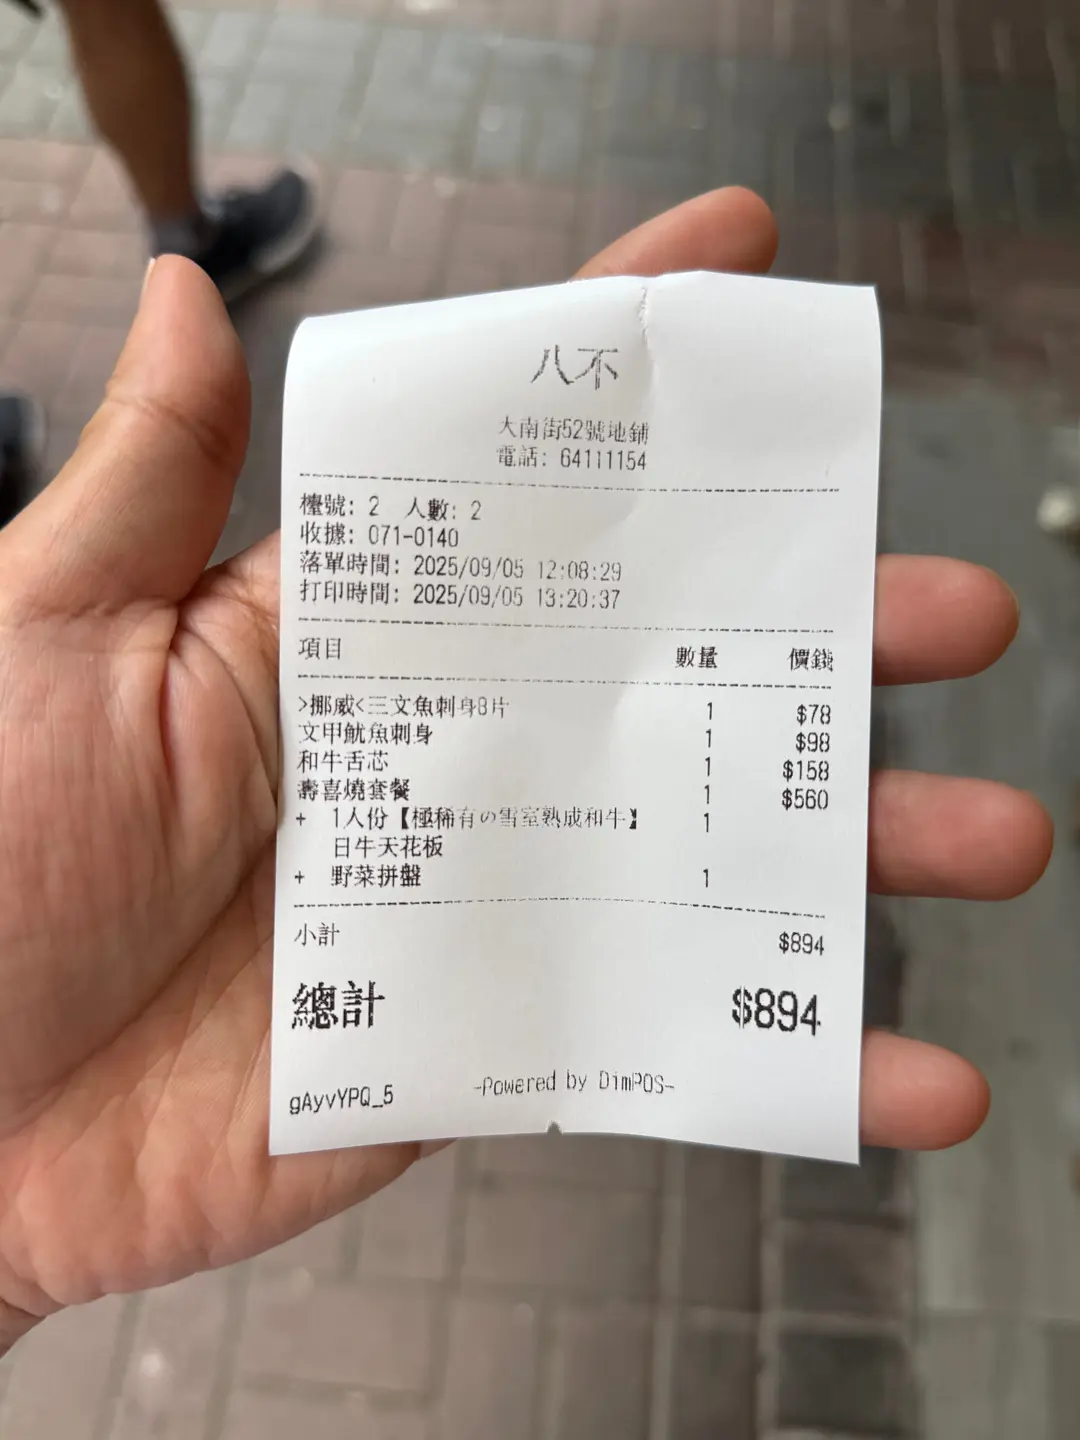 八不
大南街52號地鋪
電話: 64111154
檯號: 2 人數: 2
收據: 071-0140
落單時間: 2025/09/05 12:08:29
打印時間: 2025/09/05 13:20:37
項目 數量 價錢
>挪威<三文魚刺身8片 1 $78
文甲魷魚刺身 1 $98
和牛舌芯 1 $158
壽喜燒套餐 1 $560
+ 1人份【極稀有の雪室熟成和牛】 1
日牛天花板
+ 野菜拼盤 1
小計 $894
總計 $894
gAyvYPQ_5 -Powered by DimPOS-